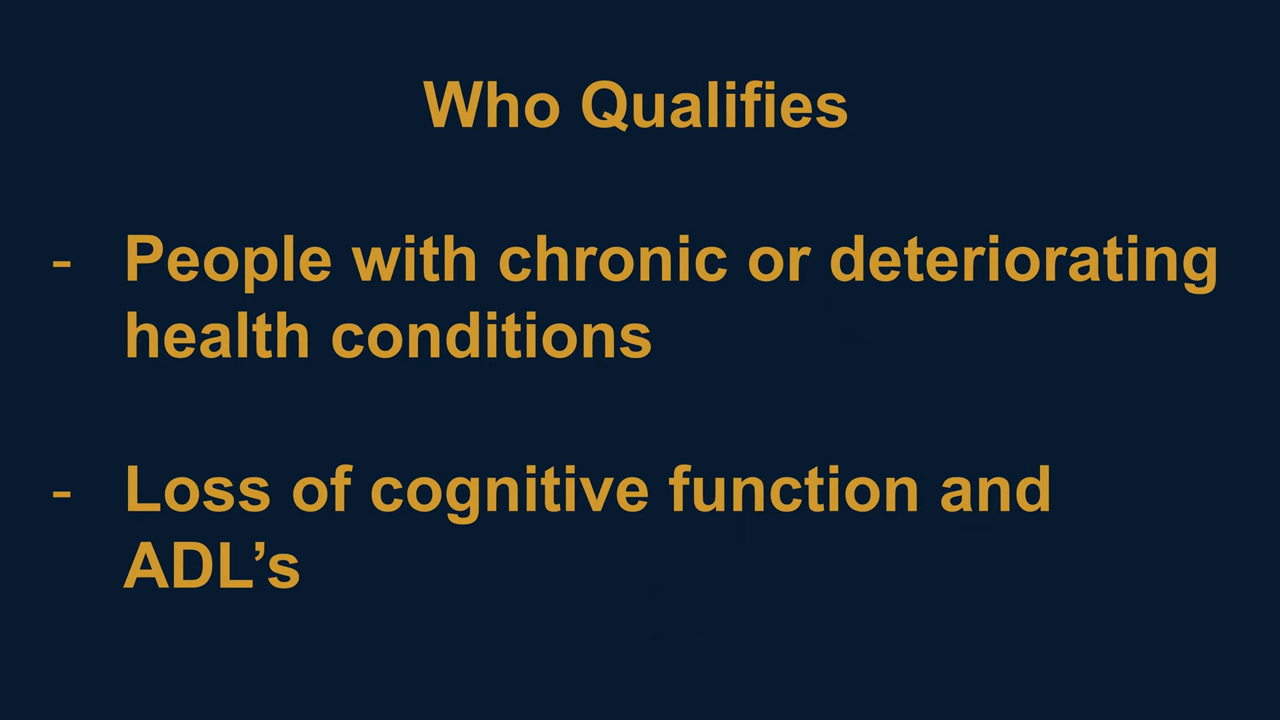 Who Qualifies
- People with chronic or deteriorating
health conditions
- Loss of cognitive function and
ADL’s